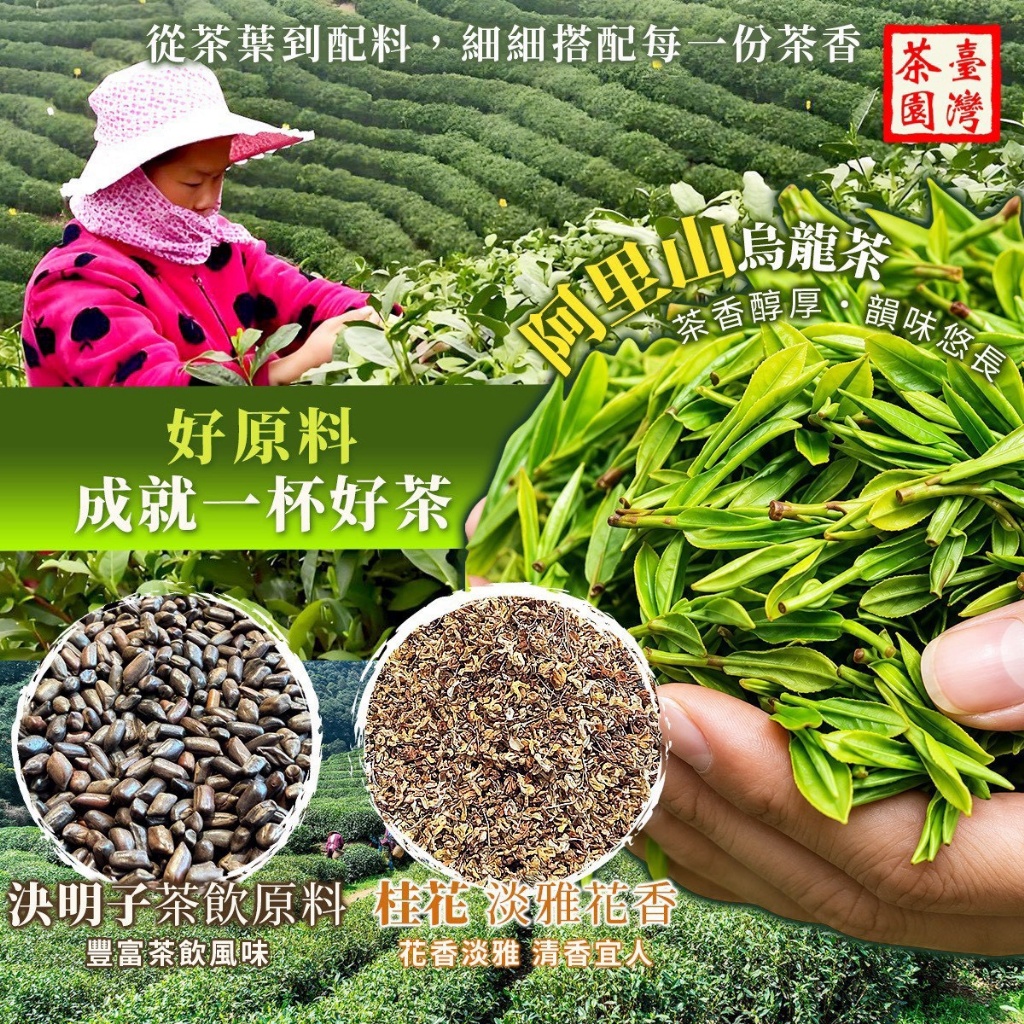 從茶葉到配料，細細搭配每一份茶香
臺灣
茶園
阿里山烏龍茶
茶香醇厚·韻味悠長
好原料
成就一杯好茶
決明子茶飲原料
豐富茶飲風味
桂花 淡雅花香
花香淡雅 清香宜人